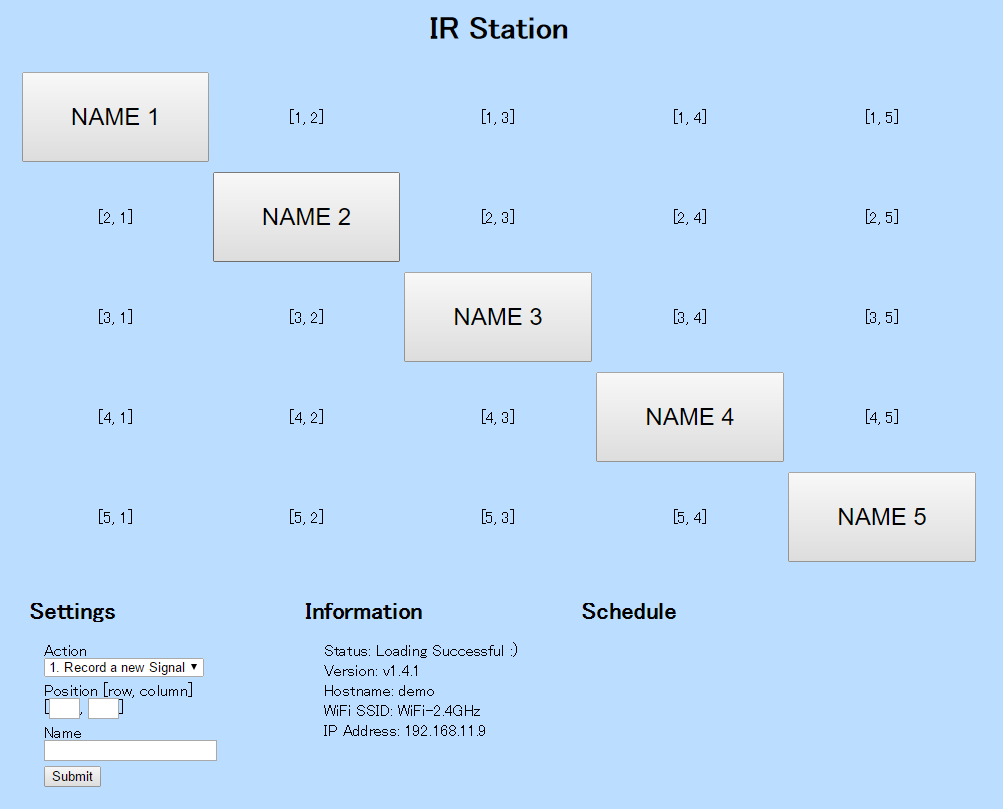 IR Station
NAME 1 [1, 2] [1, 3] [1, 4] [1, 5]
[2, 1] NAME 2 [2, 3] [2, 4] [2, 5]
[3, 1] [3, 2] NAME 3 [3, 4] [3, 5]
[4, 1] [4, 2] [4, 3] NAME 4 [4, 5]
[5, 1] [5, 2] [5, 3] [5, 4] NAME 5
Settings
Action
1. Record a new Signal ▼
Position [row, column]
[ , ]
Name
Submit
Information
Status: Loading Successful :)
Version: v1.4.1
Hostname: demo
WiFi SSID: WiFi-2.4GHz
IP Address: 192.168.11.9
Schedule